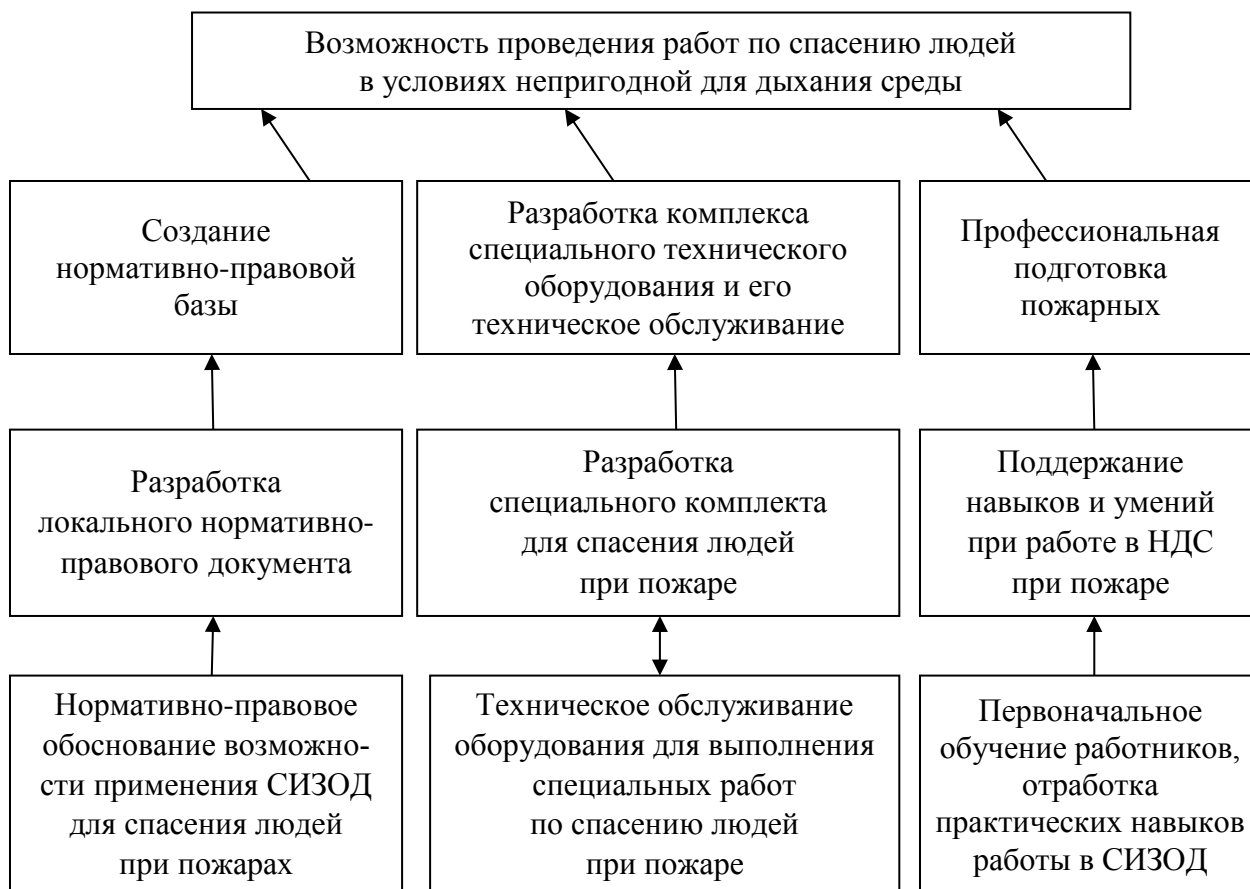 Возможность проведения работ по спасению людей
в условиях непригодной для дыхания среды
Создание
нормативно-правовой
базы
Разработка комплекса
специального технического
оборудования и его
техническое обслуживание
Профессиональная
подготовка
пожарных
Разработка
локального нормативно-
правового документа
Разработка
специального комплекта
для спасения людей
при пожаре
Поддержание
навыков и умений
при работе в НДС
при пожаре
Нормативно-правовое
обоснование возможно-
сти применения СИЗОД
для спасения людей
при пожарах
Техническое обслуживание
оборудования для выполнения
специальных работ
по спасению людей
при пожаре
Первоначальное
обучение работников,
отработка
практических навыков
работы в СИЗОД